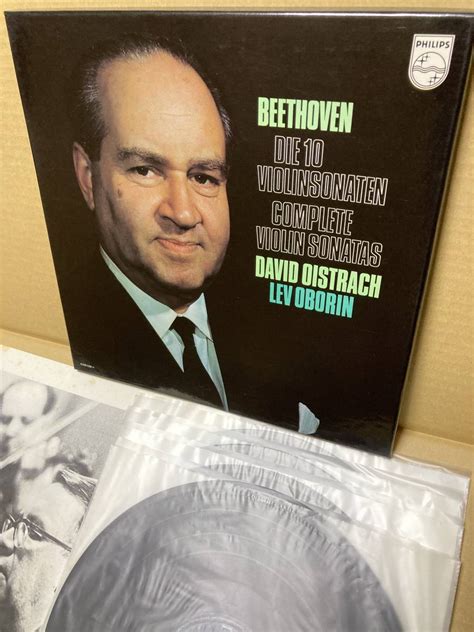 PHILIPS
BEETHOVEN
DIE 10
VIOLINSONATEN
COMPLETE
VIOLIN SONATAS
DAVID OISTRACH
LEV OBORIN